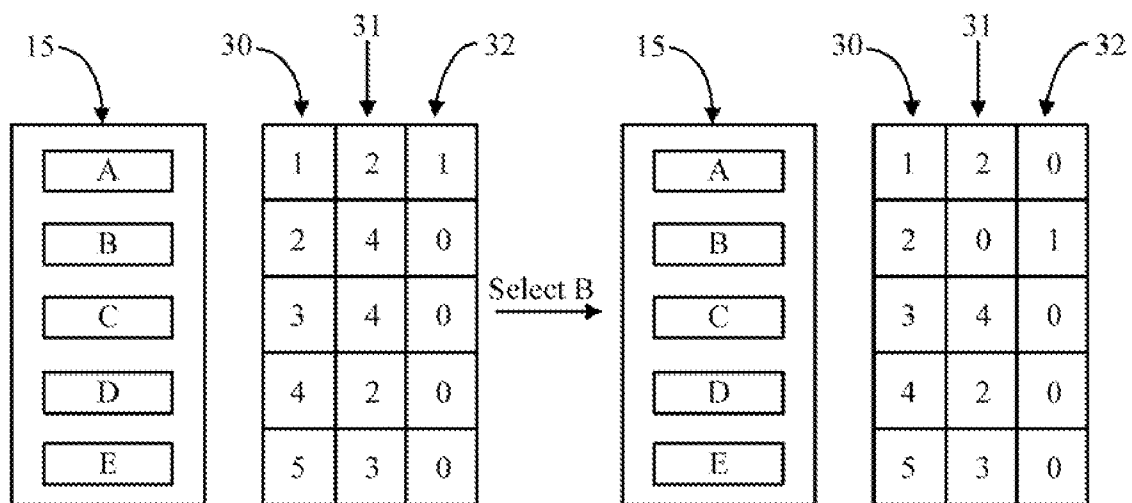 31 31
15 30 32 15 30 32
A 1 2 1 A 1 2 0
B 2 4 0 B 2 0 1
Select B
C 3 4 0 C 3 4 0
D 4 2 0 D 4 2 0
E 5 3 0 E 5 3 0